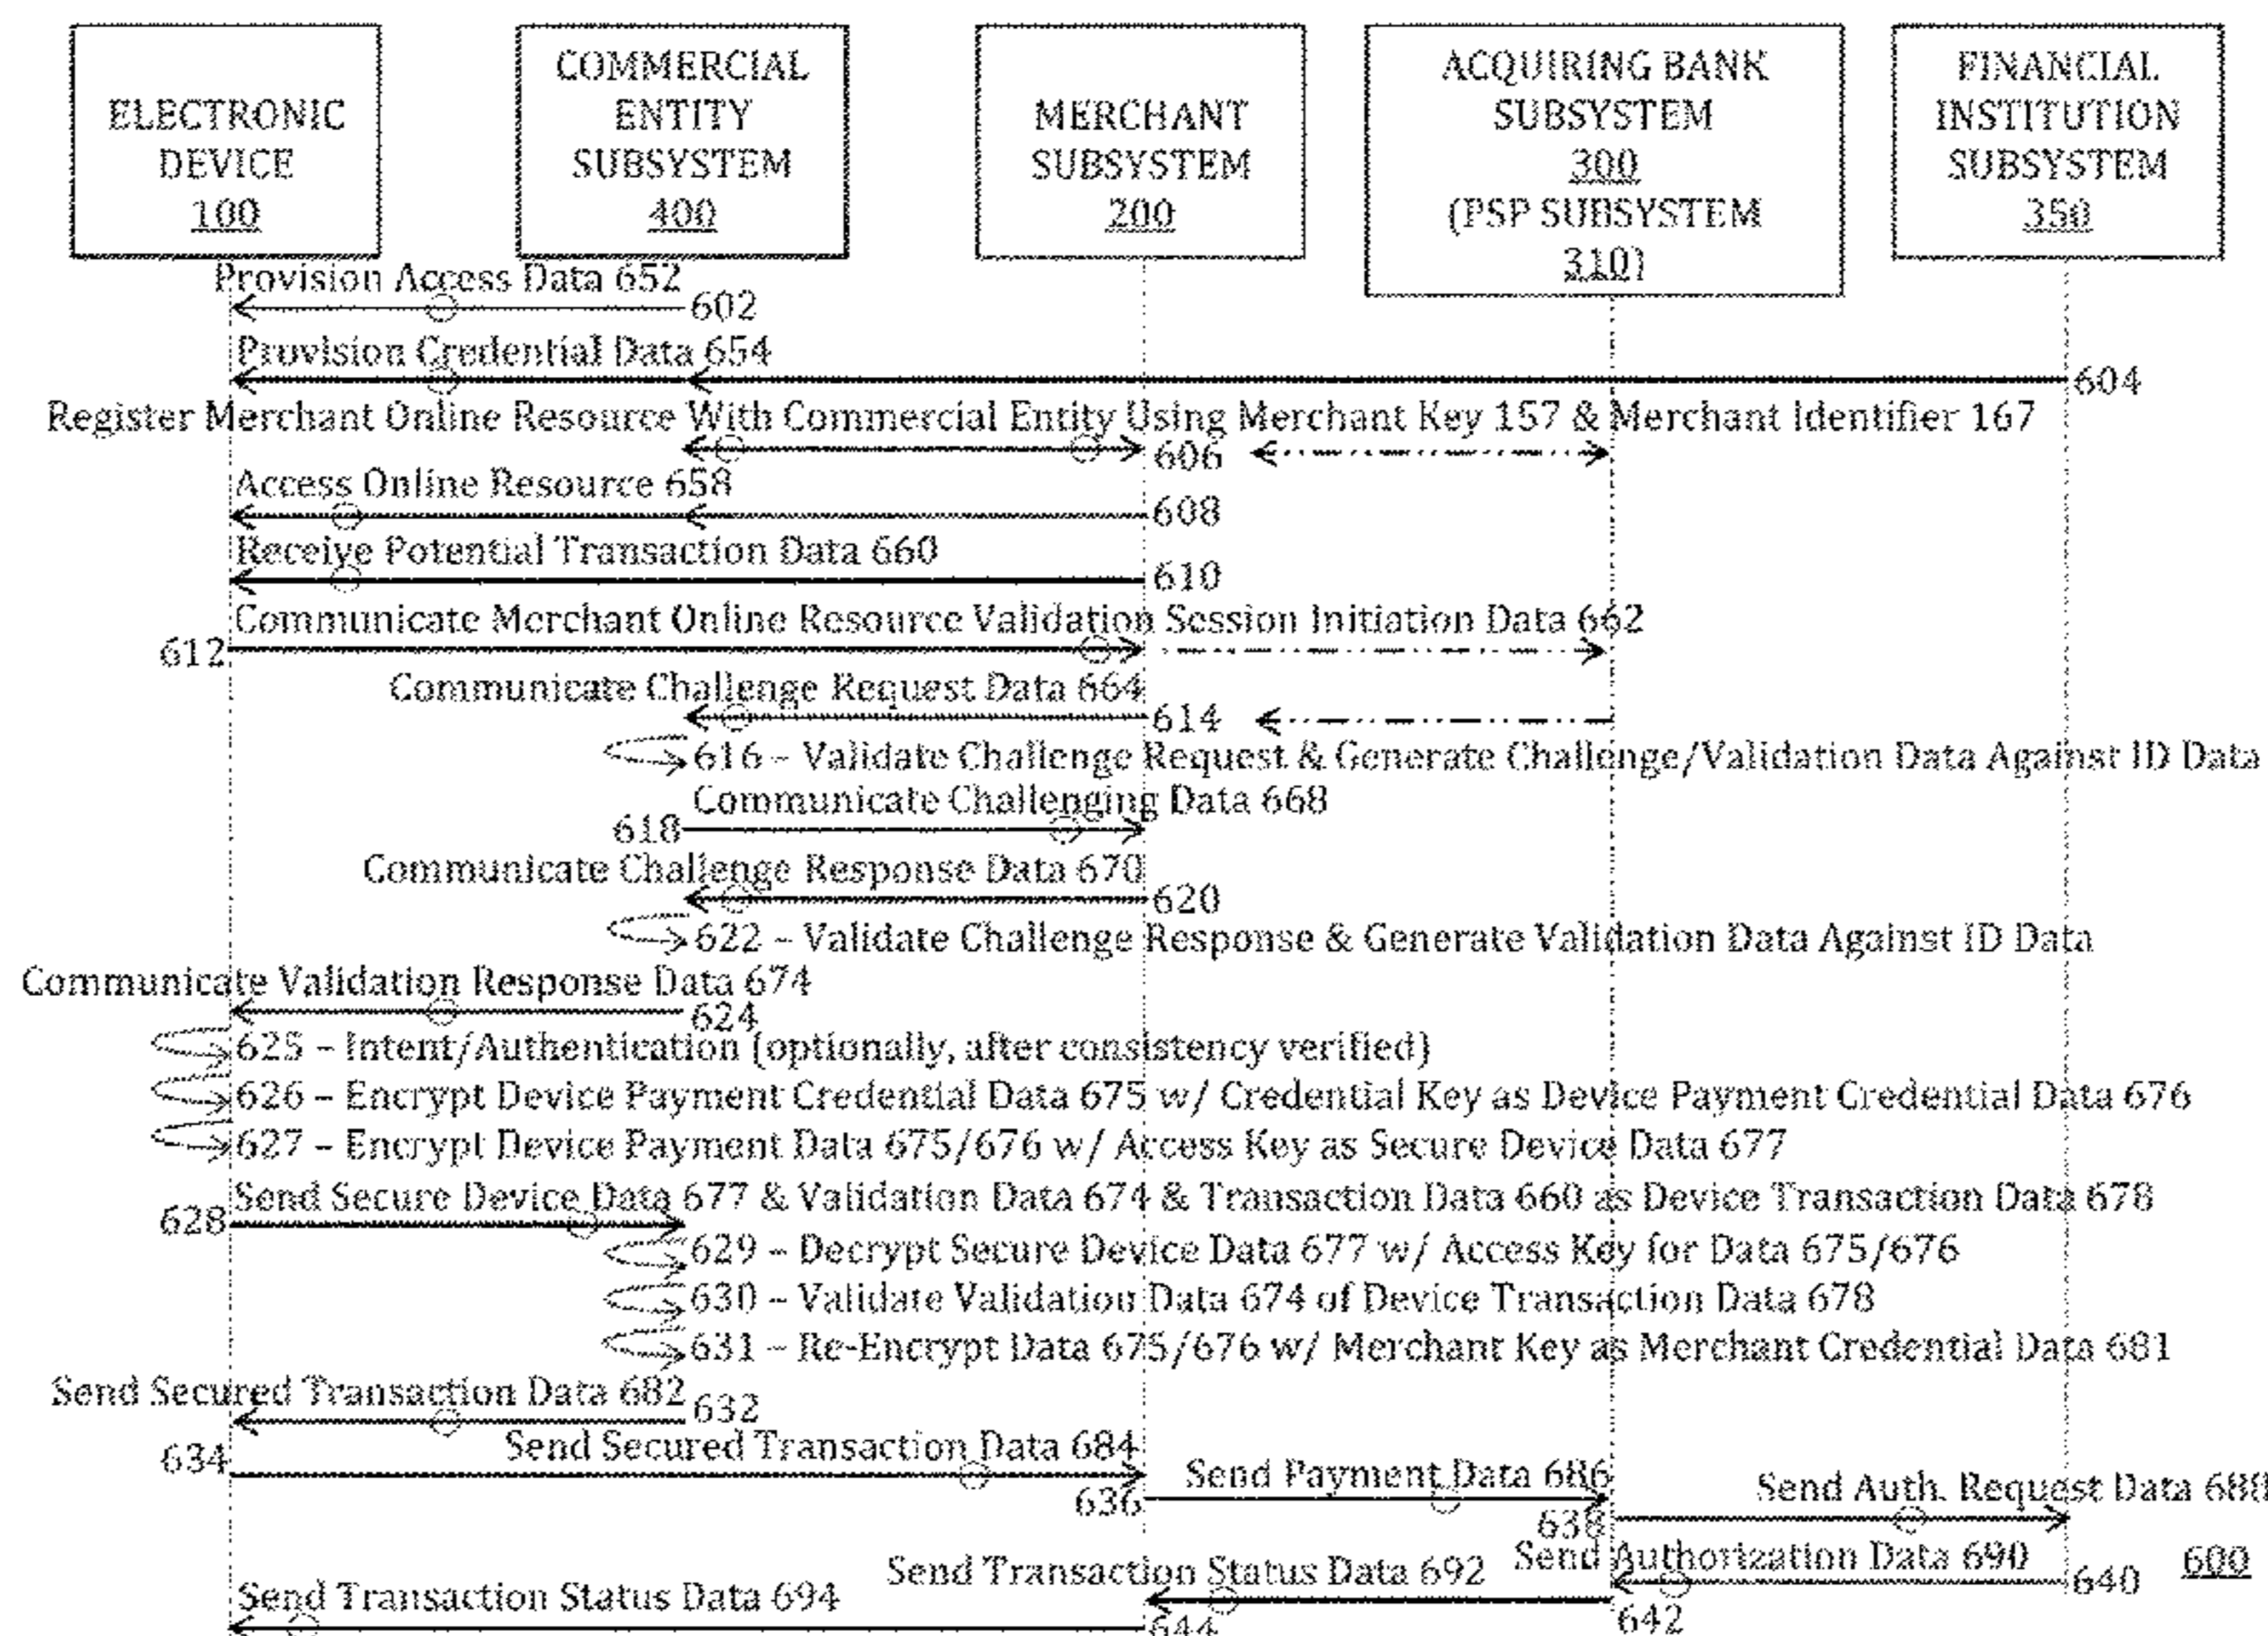 ELECTRONIC
DEVICE
100
COMMERCIAL
ENTITY
SUBSYSTEM
400
MERCHANT
SUBSYSTEM
200
ACQUIRING BANK
SUBSYSTEM
300
(PSP SUBSYSTEM
310)
FINANCIAL
INSTITUTION
SUBSYSTEM
350
Provision Access Data 652
602
Provision Credential Data 654
604
Register Merchant Online Resource With Commercial Entity Using Merchant Key 157 & Merchant Identifier 167
606
Access Online Resource 658
608
Receive Potential Transaction Data 660
610
Communicate Merchant Online Resource Validation Session Initiation Data 662
612
Communicate Challenge Request Data 664
614
616 – Validate Challenge Request & Generate Challenge/Validation Data Against ID Data
Communicate Challenging Data 668
618
Communicate Challenge Response Data 670
620
622 – Validate Challenge Response & Generate Validation Data Against ID Data
Communicate Validation Response Data 674
624
625 – Intent/Authentication (optionally, after consistency verified)
626 – Encrypt Device Payment Credential Data 675 w/ Credential Key as Device Payment Credential Data 676
627 – Encrypt Device Payment Data 675/676 w/ Access Key as Secure Device Data 677
Send Secure Device Data 677 & Validation Data 674 & Transaction Data 660 as Device Transaction Data 678
628
629 – Decrypt Secure Device Data 677 w/ Access Key for Data 675/676
630 – Validate Validation Data 674 of Device Transaction Data 678
631 – Re-Encrypt Data 675/676 w/ Merchant Key as Merchant Credential Data 681
Send Secured Transaction Data 682
632
Send Secured Transaction Data 684
634
Send Payment Data 686
636
Send Auth. Request Data 688
638
Send Authorization Data 690
640
600
Send Transaction Status Data 692
642
Send Transaction Status Data 694
644